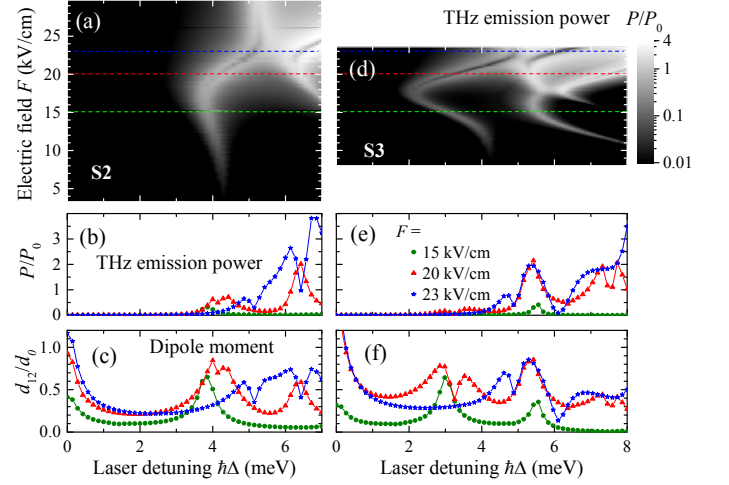 THz emission power P/P₀
(a)
(d)
S2
S3
Electric field F (kV/cm)
25
20
15
10
5
4
1
0.1
0.01
(b)
THz emission power
(e)
F =
15 kV/cm
20 kV/cm
23 kV/cm
P/P₀
3
2
1
0
(c)
Dipole moment
(f)
d₁₂/d₀
1.0
0.5
0.0
0 2 4 6 0 2 4 6 8
Laser detuning ħΔ (meV) Laser detuning ħΔ (meV)